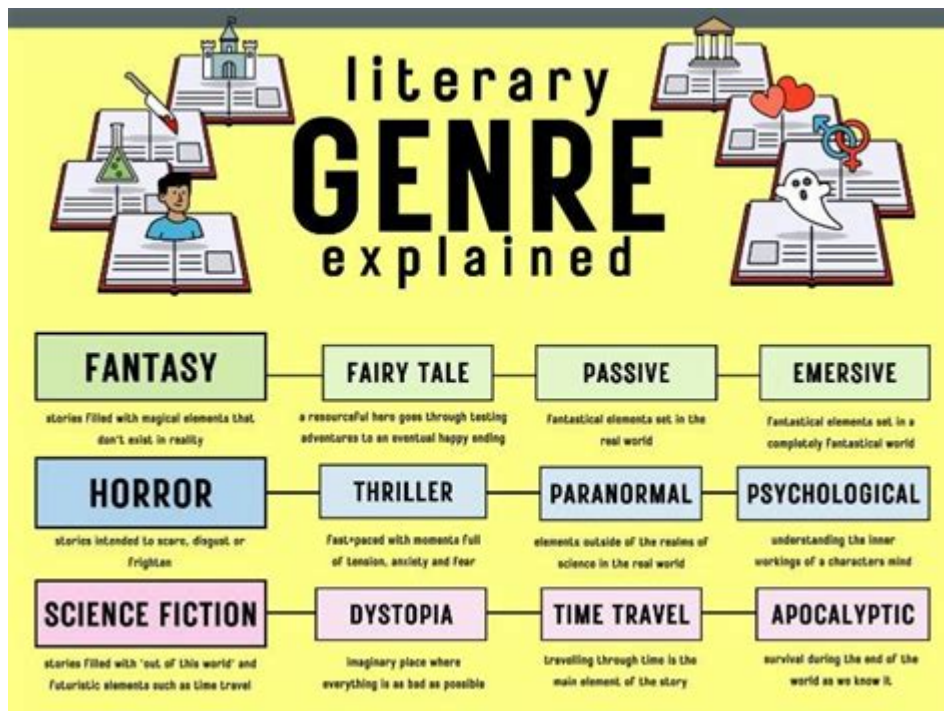 literary
GENRE
explained
FANTASY
FAIRY TALE
PASSIVE
EMERSIVE
stories filled with magical elements that
don't exist in reality
a resourceful hero goes through testing
adventures to an eventual happy ending
fantastical elements set in the
real world
fantastical elements set in a
completely fantastical world
HORROR
THRILLER
PARANORMAL
PSYCHOLOGICAL
stories intended to scare, disgust or
frighten
fast-paced with moments full
of tension, anxiety and fear
elements outside of the realms of
science in the real world
understanding the inner
workings of a characters mind
SCIENCE FICTION
DYSTOPIA
TIME TRAVEL
APOCALYPTIC
stories filled with 'out of this world' and
futuristic elements such as time travel
imaginary place where
everything is as bad as possible
travelling through time is the
main element of the story
survival during the end of the
world as we know it